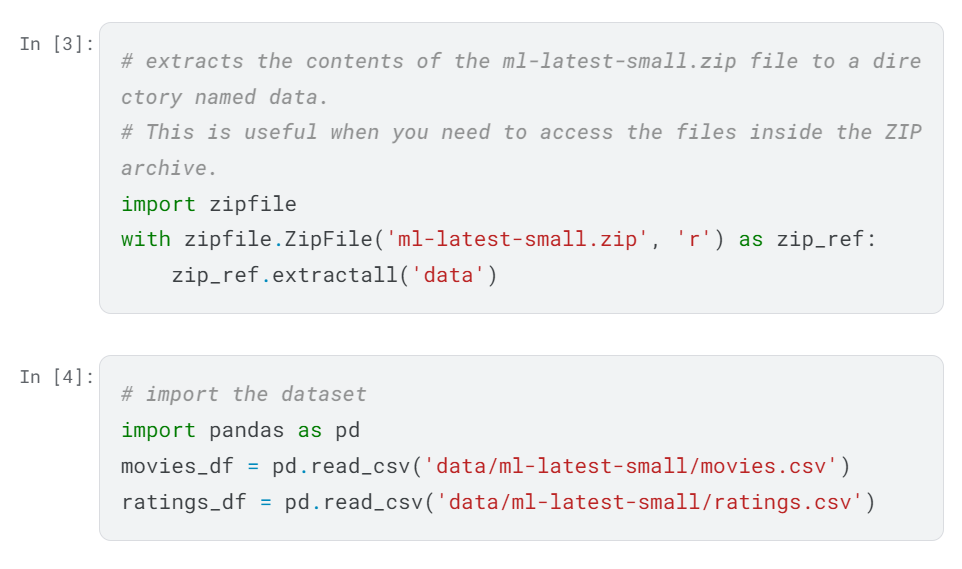 In [3]:
# extracts the contents of the ml-latest-small.zip file to a dire
ctory named data.
# This is useful when you need to access the files inside the ZIP
archive.
import zipfile
with zipfile.ZipFile('ml-latest-small.zip', 'r') as zip_ref:
    zip_ref.extractall('data')
In [4]:
# import the dataset
import pandas as pd
movies_df = pd.read_csv('data/ml-latest-small/movies.csv')
ratings_df = pd.read_csv('data/ml-latest-small/ratings.csv')